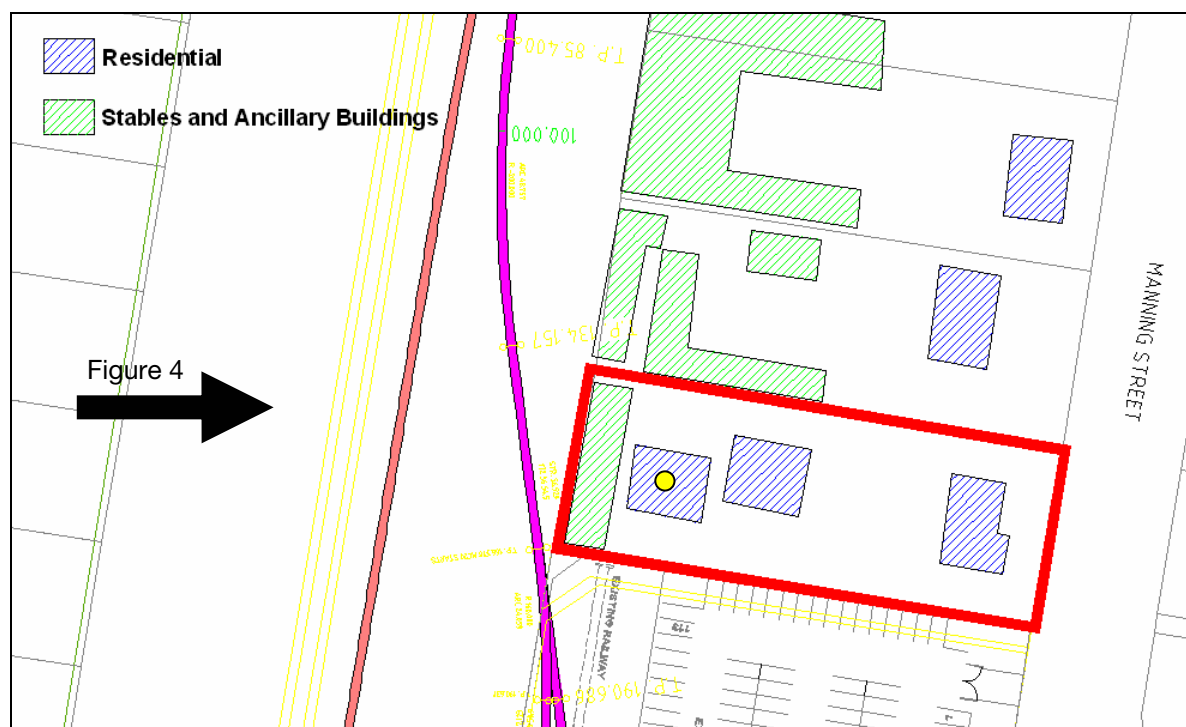 Residential
Stables and Ancillary Buildings
T.P. 85.400
100.000
MANNING STREET
T.P. 134.157
Figure 4
EXISTING RAILWAY
113
T.P 190.686